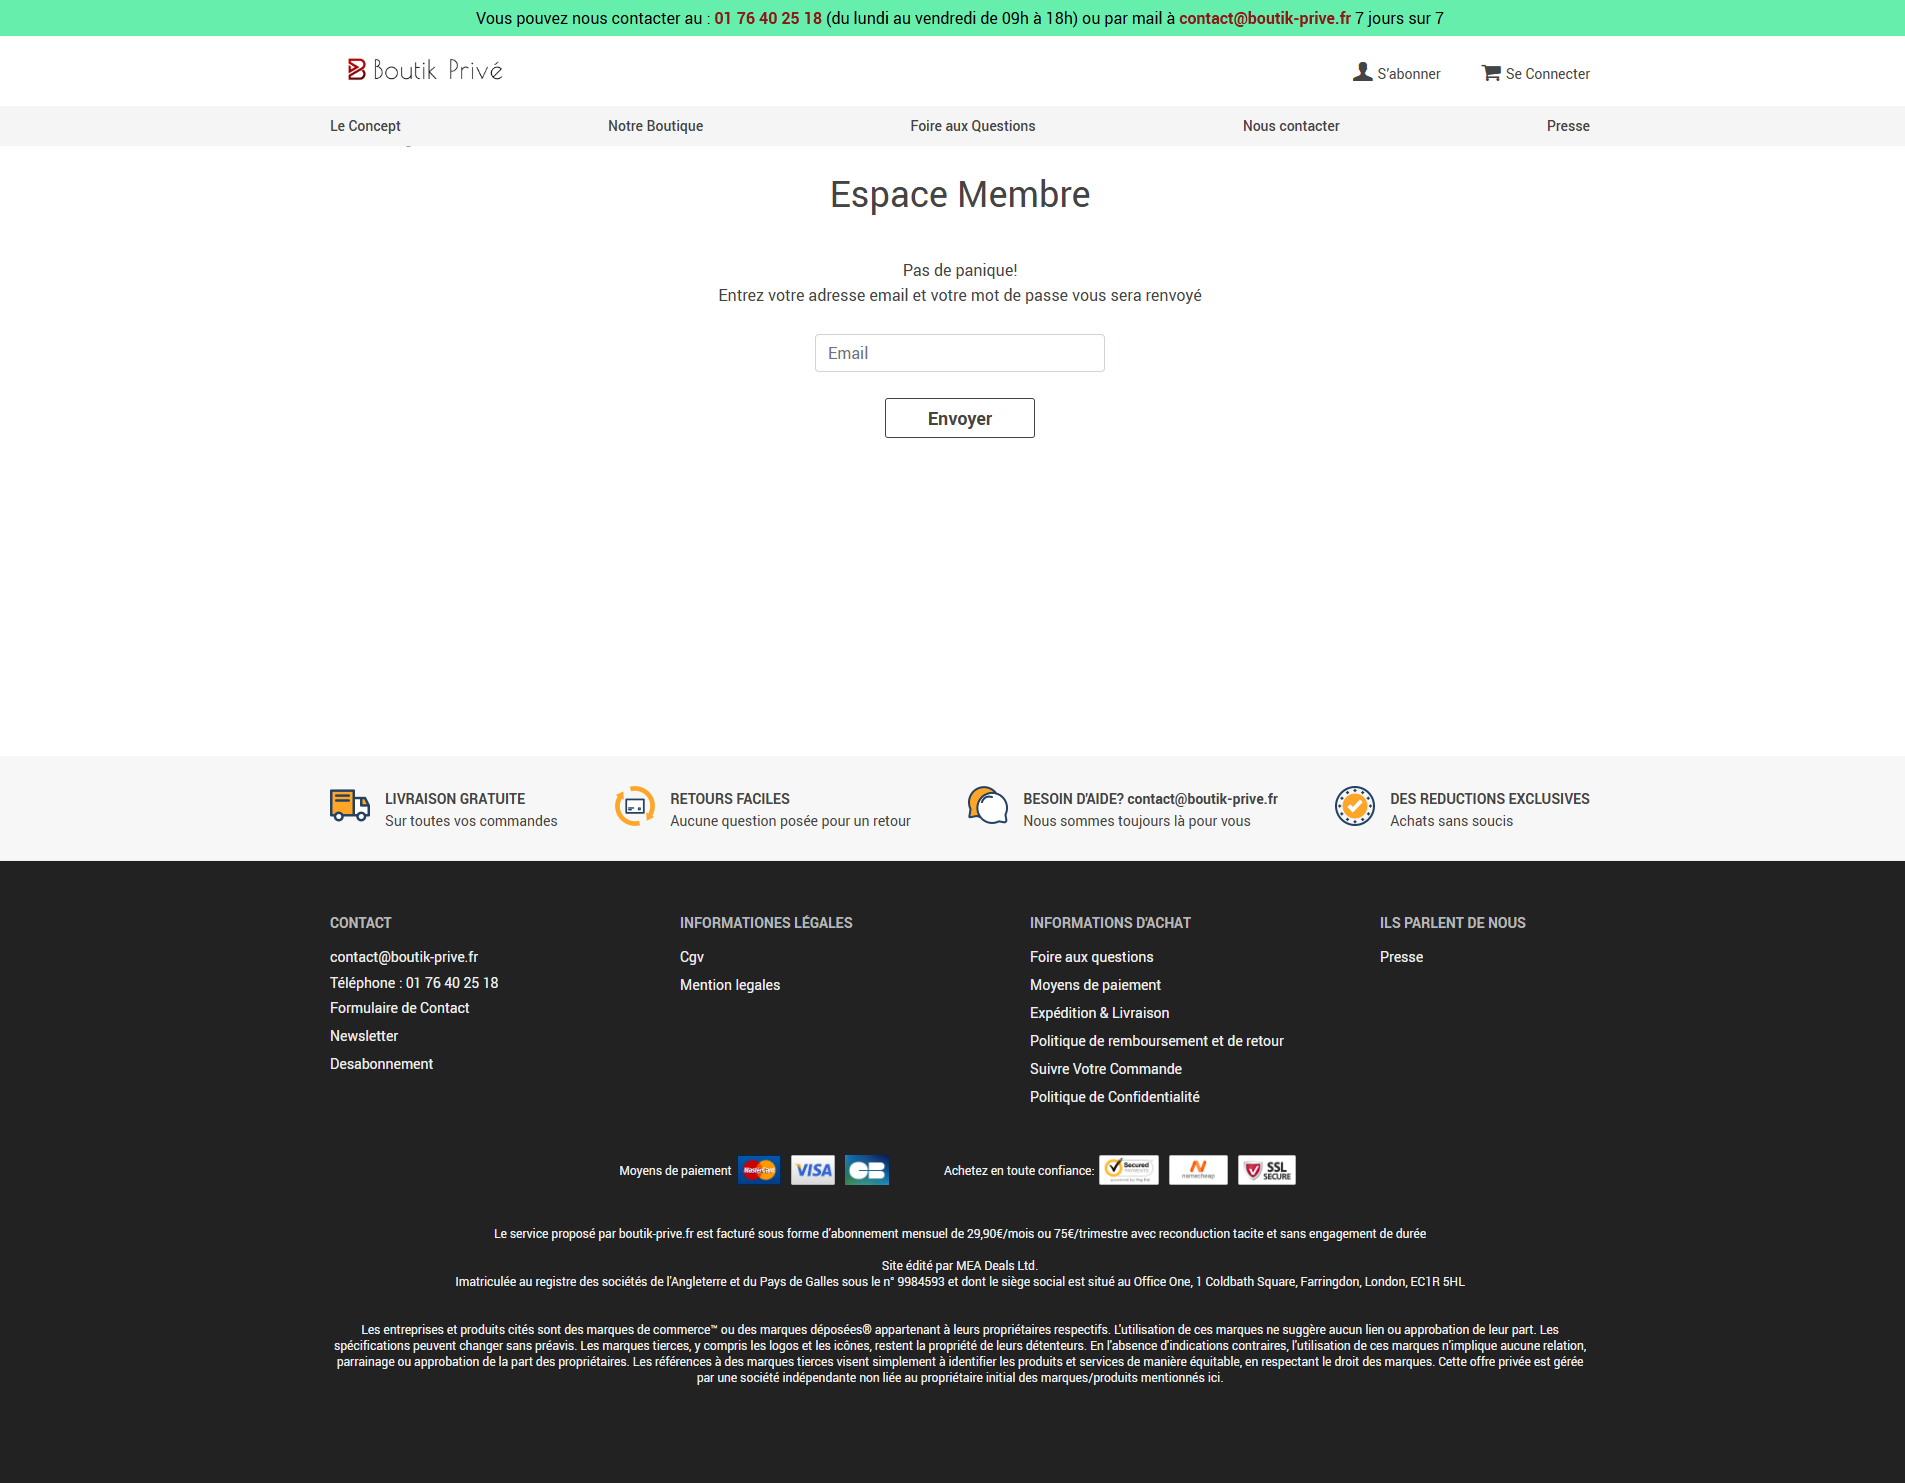 Vous pouvez nous contacter au : 01 76 40 25 18 (du lundi au vendredi de 09h à 18h) ou par mail à contact@boutik-prive.fr 7 jours sur 7
Boutik Privé
S'abonner
Se Connecter
Le Concept
Notre Boutique
Foire aux Questions
Nous contacter
Presse
Espace Membre
Pas de panique!
Entrez votre adresse email et votre mot de passe vous sera renvoyé
Email
Envoyer
LIVRAISON GRATUITE
Sur toutes vos commandes
RETOURS FACILES
Aucune question posée pour un retour
BESOIN D'AIDE? contact@boutik-prive.fr
Nous sommes toujours là pour vous
DES REDUCTIONS EXCLUSIVES
Achats sans soucis
CONTACT
contact@boutik-prive.fr
Téléphone : 01 76 40 25 18
Formulaire de Contact
Newsletter
Desabonnement
INFORMATIONES LÉGALES
Cgv
Mention legales
INFORMATIONS D'ACHAT
Foire aux questions
Moyens de paiement
Expédition & Livraison
Politique de remboursement et de retour
Suivre Votre Commande
Politique de Confidentialité
ILS PARLENT DE NOUS
Presse
Moyens de paiement
MasterCard
VISA
CB
Achetez en toute confiance:
Secured
namecheap
SSL
SECURE
Le service proposé par boutik-prive.fr est facturé sous forme d'abonnement mensuel de 29,90€/mois ou 75€/trimestre avec reconduction tacite et sans engagement de durée
Site édité par MEA Deals Ltd.
Imatriculée au registre des sociétés de l'Angleterre et du Pays de Galles sous le n° 9984593 et dont le siège social est situé au Office One, 1 Coldbath Square, Farringdon, London, EC1R 5HL
Les entreprises et produits cités sont des marques de commerce™ ou des marques déposées® appartenant à leurs propriétaires respectifs. L'utilisation de ces marques ne suggère aucun lien ou approbation de leur part. Les
spécifications peuvent changer sans préavis. Les marques tierces, y compris les logos et les icônes, restent la propriété de leurs détenteurs. En l'absence d'indications contraires, l'utilisation de ces marques n'implique aucune relation,
parrainage ou approbation de la part des propriétaires. Les références à des marques tierces visent simplement à identifier les produits et services de manière équitable, en respectant le droit des marques. Cette offre privée est gérée
par une société indépendante non liée au propriétaire initial des marques/produits mentionnés ici.